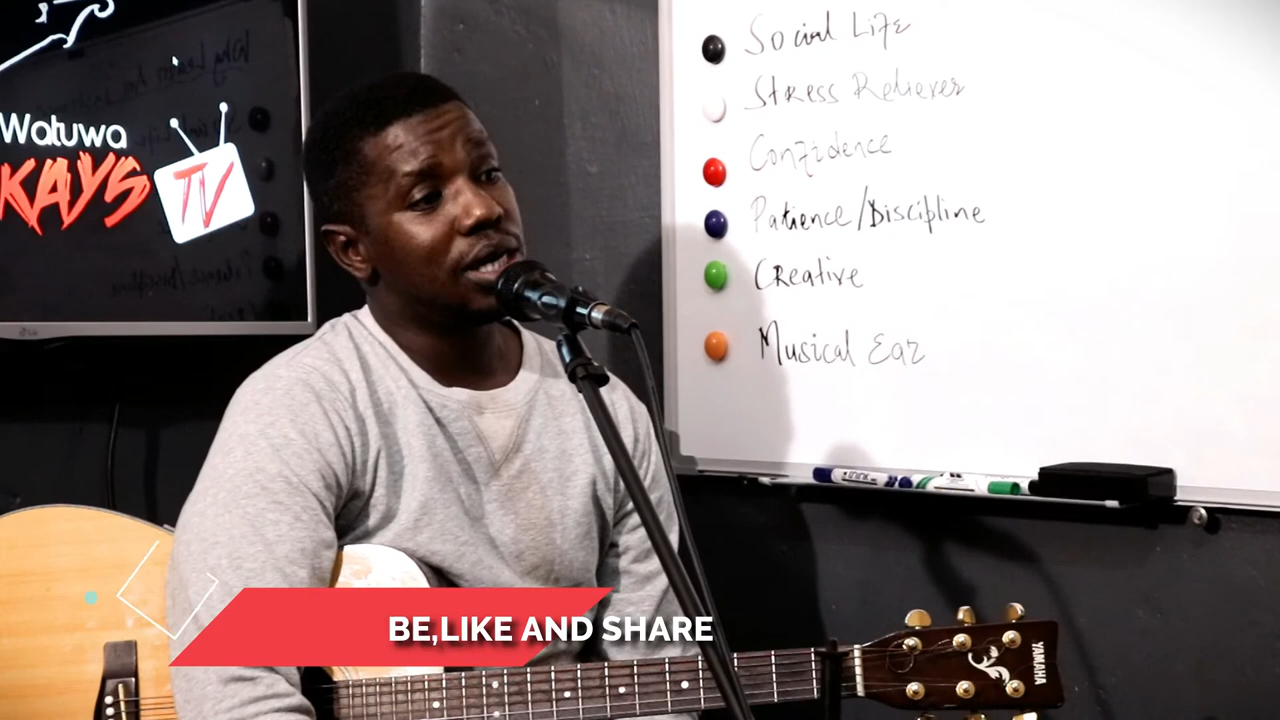 Watuwa
KAYS
TV
Social Life
Stress Reliever
Confidence
Patience/Discipline
Creative
Musical Ear
BE,LIKE AND SHARE
YAMAHA